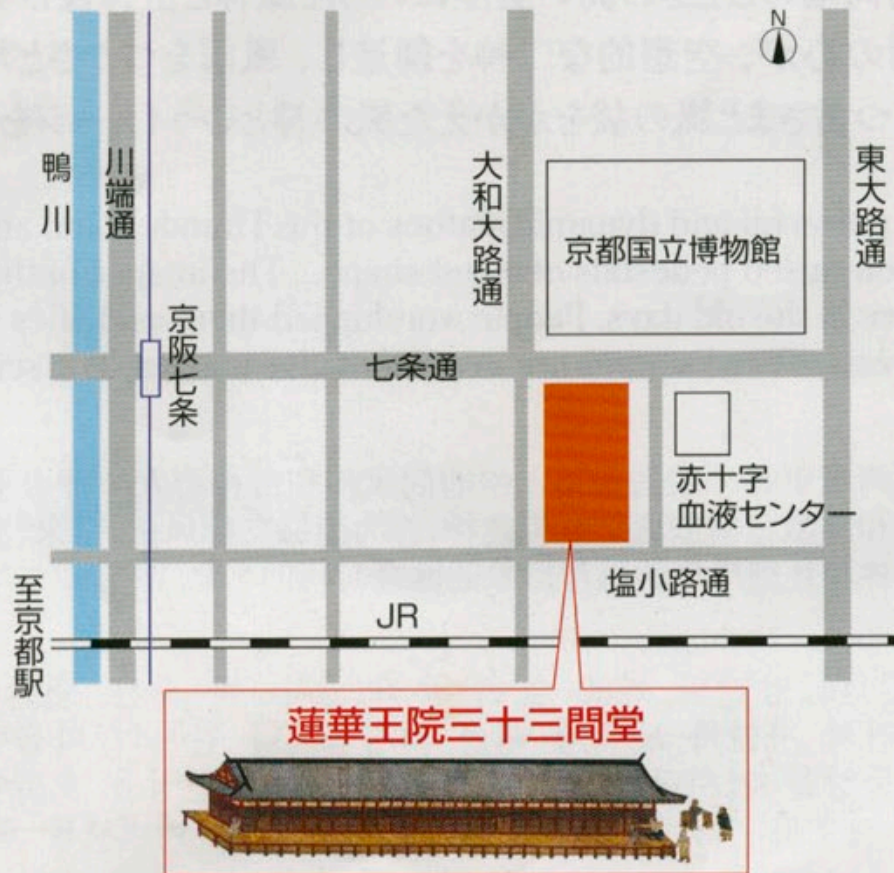 N
鴨川
川端通
大和大路通
東大路通
京都国立博物館
京阪七条
七条通
赤十字
血液センター
塩小路通
至京都駅
JR
蓮華王院三十三間堂